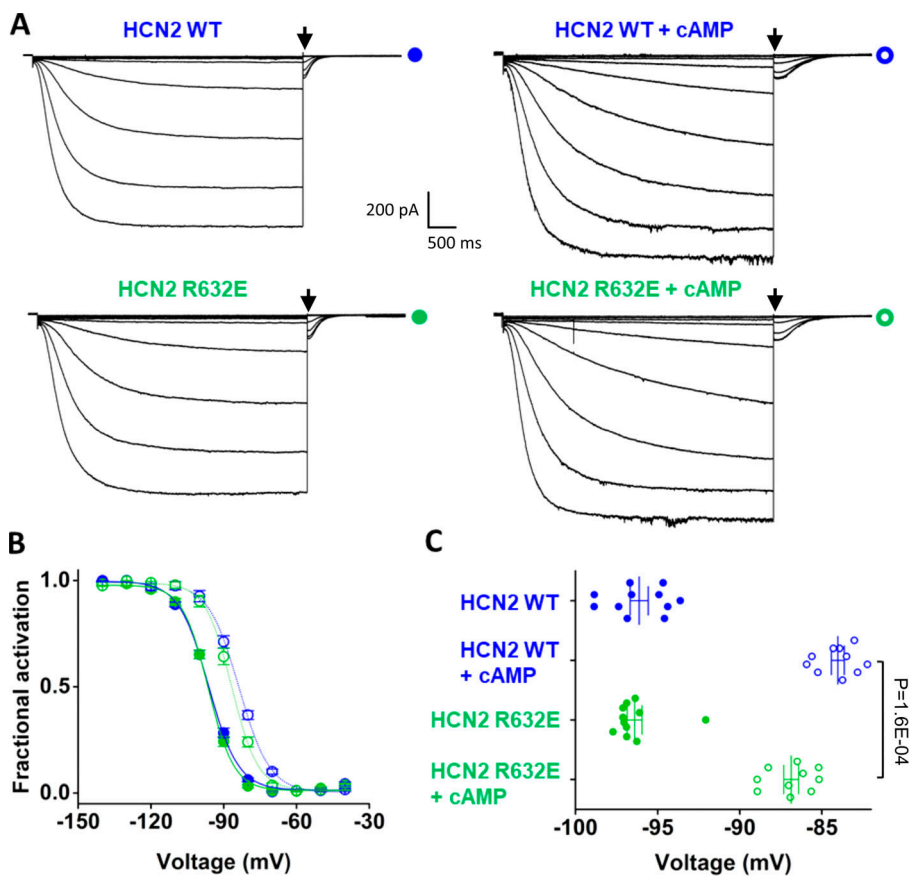 A
HCN2 WT
HCN2 WT + cAMP
200 pA
500 ms
HCN2 R632E
HCN2 R632E + cAMP
B
Fractional activation
1.0
0.5
0.0
-150
-120
-90
-60
-30
Voltage (mV)
C
HCN2 WT
HCN2 WT
+ cAMP
HCN2 R632E
HCN2 R632E
+ cAMP
P=1.6E-04
-100
-95
-90
-85
Voltage (mV)